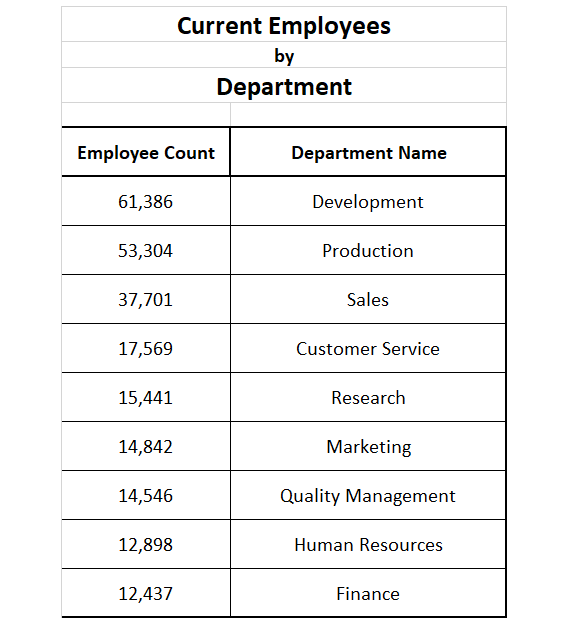 Current Employees
by
Department
Employee Count Department Name
61,386 Development
53,304 Production
37,701 Sales
17,569 Customer Service
15,441 Research
14,842 Marketing
14,546 Quality Management
12,898 Human Resources
12,437 Finance